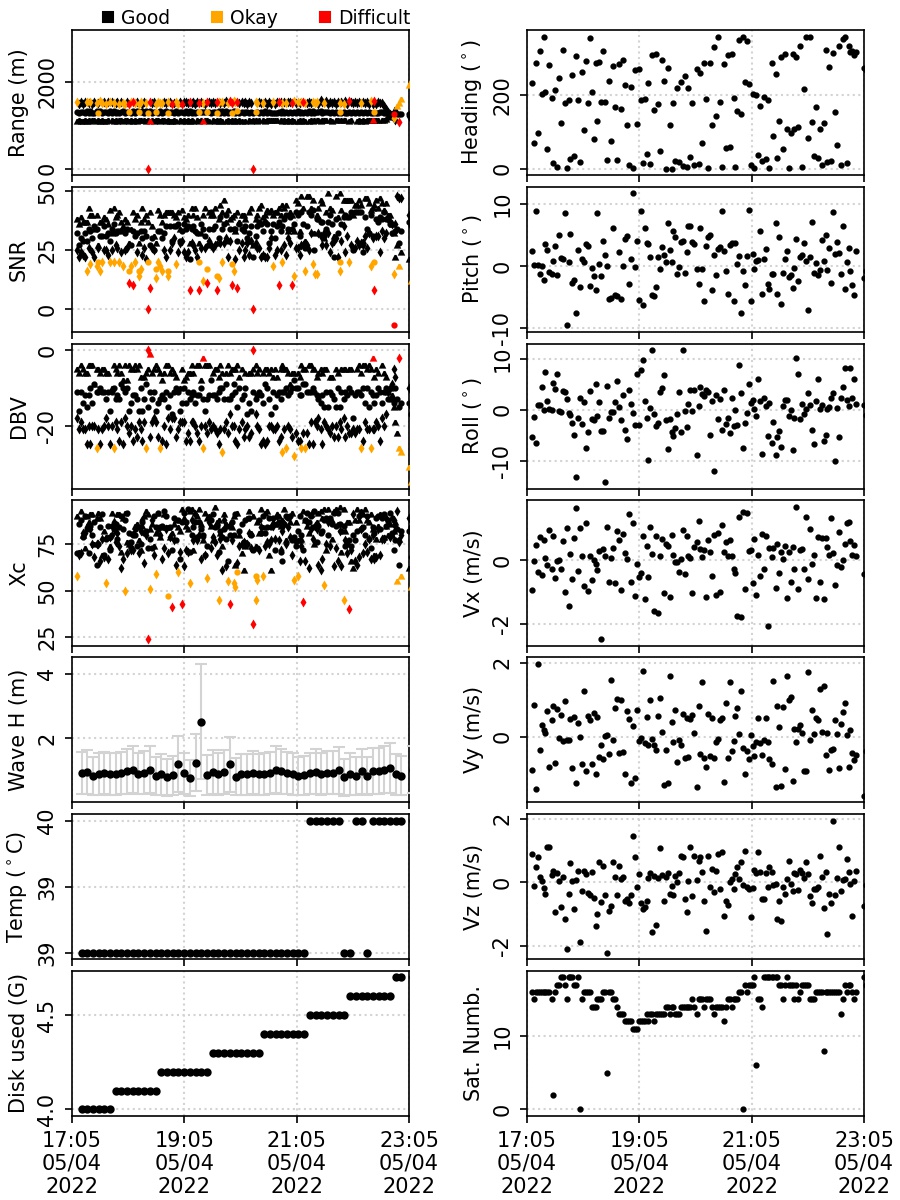 Good Okay Difficult
Range (m)
2000
0
Heading (°)
200
0
SNR
50
25
0
Pitch (°)
10
0
-10
DBV
0
-20
Roll (°)
10
0
-10
Xc
75
50
25
Vx (m/s)
0
-2
Wave H (m)
4
2
Vy (m/s)
2
0
Temp (°C)
40
39
39
Vz (m/s)
2
0
-2
Disk used (G)
4.5
4.0
Sat. Numb.
10
0
17:05 19:05 21:05 23:05 17:05 19:05 21:05 23:05
05/04 05/04 05/04 05/04 05/04 05/04 05/04 05/04
2022 2022 2022 2022 2022 2022 2022 2022